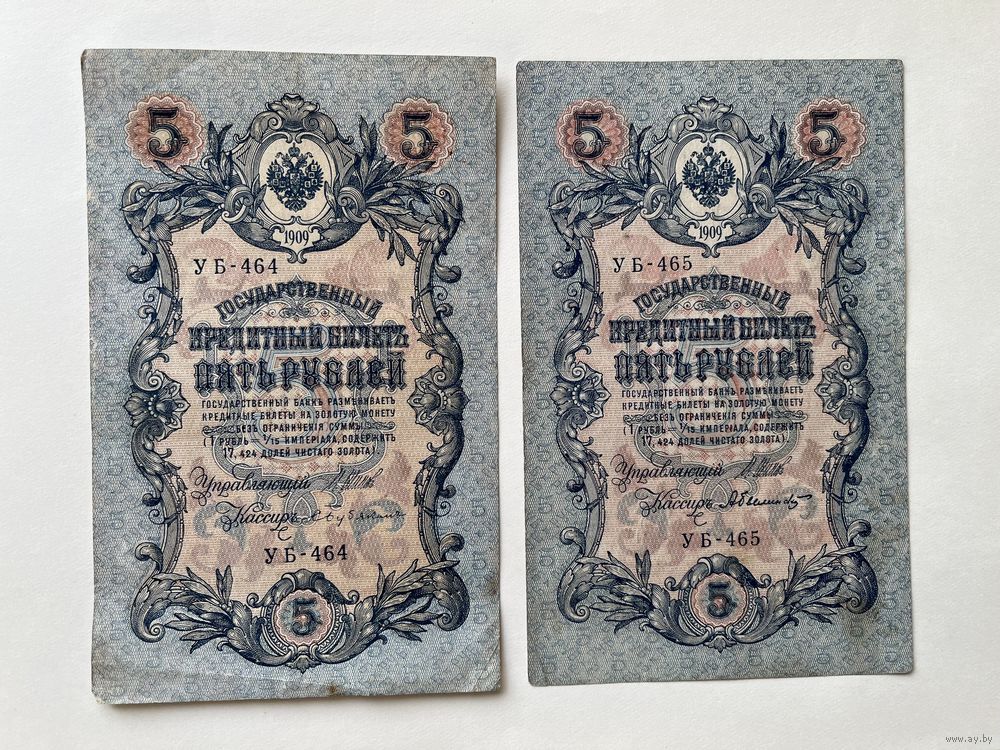 5 5
1909
УБ-464
ГОСУДАРСТВЕННЫЙ
КРЕДИТНЫЙ БИЛЕТЪ
ПЯТЬ РУБЛЕЙ
ГОСУДАРСТВЕННЫЙ БАНКЪ РАЗМѢНИВАЕТЪ
КРЕДИТНЫЕ БИЛЕТЫ НА ЗОЛОТУЮ МОНЕТУ
БЕЗЪ ОГРАНИЧЕНІЯ СУММЫ
(1 РУБЛЬ = 1/15 ИМПЕРІАЛА, СОДЕРЖИТЪ
17,424 ДОЛЕЙ ЧИСТАГО ЗОЛОТА)
Управляющій
Кассиръ
УБ-464
5
5 5
1909
УБ-465
ГОСУДАРСТВЕННЫЙ
КРЕДИТНЫЙ БИЛЕТЪ
ПЯТЬ РУБЛЕЙ
ГОСУДАРСТВЕННЫЙ БАНКЪ РАЗМѢНИВАЕТЪ
КРЕДИТНЫЕ БИЛЕТЫ НА ЗОЛОТУЮ МОНЕТУ
БЕЗЪ ОГРАНИЧЕНІЯ СУММЫ
(1 РУБЛЬ = 1/15 ИМПЕРІАЛА, СОДЕРЖИТЪ
17,424 ДОЛЕЙ ЧИСТАГО ЗОЛОТА)
Управляющій
Кассиръ
УБ-465
5
www.ay.by